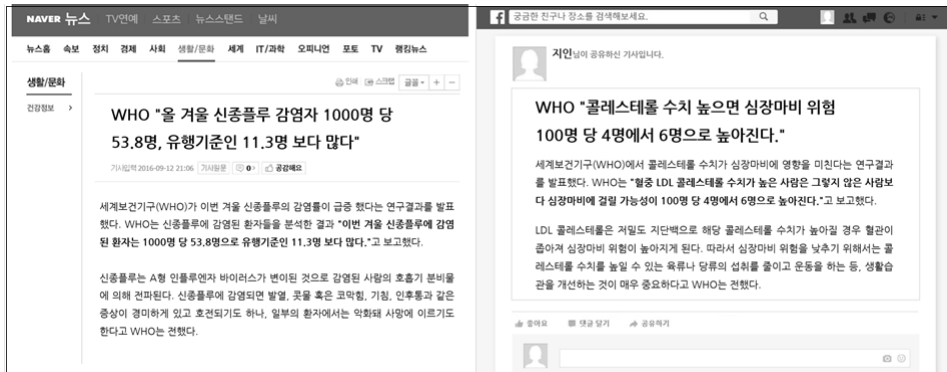 NAVER 뉴스 TV연예 스포츠 뉴스스탠드 날씨
뉴스홈 속보 정치 경제 사회 생활/문화 세계 IT/과학 오피니언 포토 TV 랭킹뉴스
생활/문화
건강정보 >
인쇄 스크랩 글꼴 + −
WHO "올 겨울 신종플루 감염자 1000명 당
53.8명, 유행기준인 11.3명 보다 많다"
기사입력 2016-09-12 21:06 기사원문 0 공감해요
세계보건기구(WHO)가 이번 겨울 신종플루의 감염률이 급증 했다는 연구결과를 발표
했다. WHO는 신종플루에 감염된 환자들을 분석한 결과 "이번 겨울 신종플루에 감염
된 환자는 1000명 당 53.8명으로 유행기준인 11.3명 보다 많다."고 보고했다.
신종플루는 A형 인플루엔자 바이러스가 변이된 것으로 감염된 사람의 호흡기 분비물
에 의해 전파된다. 신종플루에 감염되면 발열, 콧물 혹은 코막힘, 기침, 인후통과 같은
증상이 경미하게 있고 호전되기도 하나, 일부의 환자에서는 악화돼 사망에 이르기도
한다고 WHO는 전했다.
f 궁금한 친구나 장소를 검색해보세요.
지인님이 공유하신 기사입니다.
WHO "콜레스테롤 수치 높으면 심장마비 위험
100명 당 4명에서 6명으로 높아진다."
세계보건기구(WHO)에서 콜레스테롤 수치가 심장마비에 영향을 미친다는 연구결과
를 발표했다. WHO는 "혈중 LDL 콜레스테롤 수치가 높은 사람은 그렇지 않은 사람보
다 심장마비에 걸릴 가능성이 100명 당 4명에서 6명으로 높아진다."고 보고했다.
LDL 콜레스테롤은 저밀도 지단백으로 해당 콜레스테롤 수치가 높아질 경우 혈관이
좁아져 심장마비 위험이 높아지게 된다. 따라서 심장마비 위험을 낮추기 위해서는 콜
레스테롤 수치를 높일 수 있는 육류나 당류의 섭취를 줄이고 운동을 하는 등, 생활습
관을 개선하는 것이 매우 중요하다고 WHO는 전했다.
좋아요 댓글 달기 공유하기